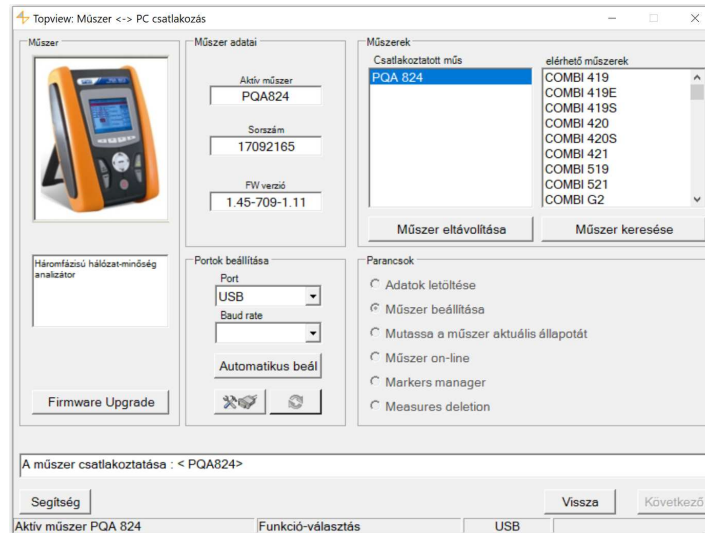 Topview: Műszer <-> PC csatlakozás
Műszer
Háromfázisú hálózat-minőség
analizátor
Firmware Upgrade
Műszer adatai
Aktív műszer
PQA824
Sorszám
17092165
FW verzió
1.45-709-1.11
Portok beállítása
Port
USB
Baud rate
Automatikus beál
Műszerek
Csatlakoztatott műs
PQA 824
elérhető műszerek
COMBI 419
COMBI 419E
COMBI 419S
COMBI 420
COMBI 420S
COMBI 421
COMBI 519
COMBI 521
COMBI G2
Műszer eltávolítása
Műszer keresése
Parancsok
Adatok letöltése
Műszer beállítása
Mutassa a műszer aktuális állapotát
Műszer on-line
Markers manager
Measures deletion
A műszer csatlakoztatása : < PQA824>
Segítség
Vissza
Következő
Aktív műszer PQA 824
Funkció-választás
USB